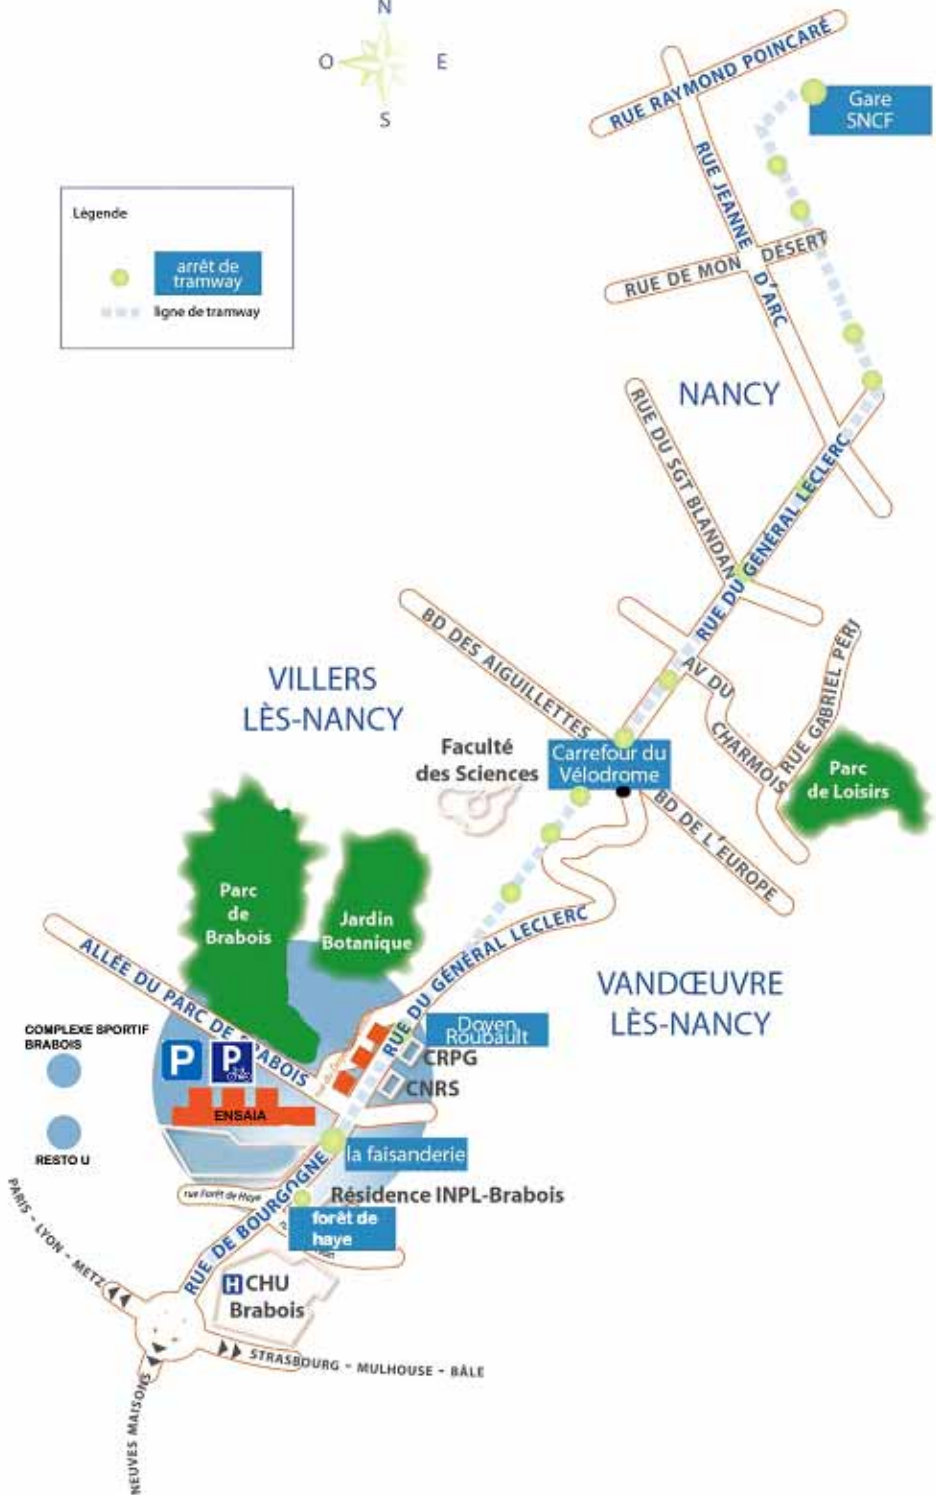 N
O
E
S
Légende
arrêt de
tramway
ligne de tramway
RUE RAYMOND POINCARÉ
Gare
SNCF
RUE JEANNE D'ARC
RUE DE MON DÉSERT
NANCY
RUE DU SGT BLANDAN
RUE DU GÉNÉRAL LECLERC
BD DES AIGUILLETTES
AV DU CHARMOIS
RUE GABRIEL PÉRI
VILLERS
LÈS-NANCY
Faculté
des Sciences
Carrefour du
Vélodrome
Parc
de Loisirs
BD DE L'EUROPE
Parc
de
Brabois
Jardin
Botanique
RUE DU GÉNÉRAL LECLERC
VANDŒUVRE
LÈS-NANCY
ALLÉE DU PARC DE BRABOIS
COMPLEXE SPORTIF
BRABOIS
Doyen
Roubault
CRPG
CNRS
P
P
ENSAIA
RESTO U
la faisanderie
rue Forêt de Haye
Résidence INPL-Brabois
forêt de
haye
RUE DE BOURGOGNE
PARIS - LYON - METZ
H CHU
Brabois
STRASBOURG - MULHOUSE - BÂLE
NEUVES MAISONS